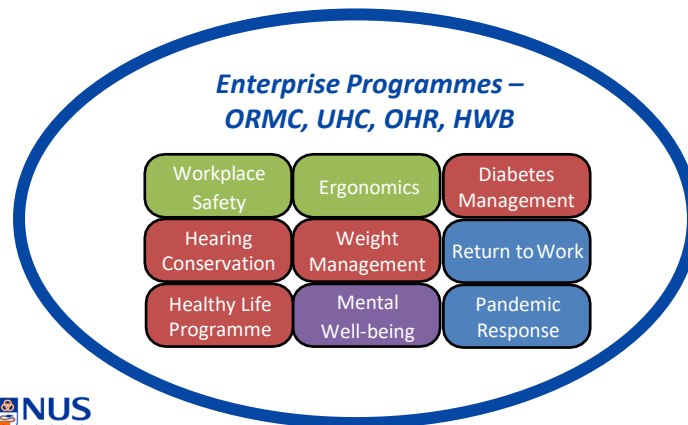 Enterprise Programmes –
ORMC, UHC, OHR, HWB
Workplace
Safety
Ergonomics
Diabetes
Management
Hearing
Conservation
Weight
Management
Return to Work
Healthy Life
Programme
Mental
Well-being
Pandemic
Response
NUS